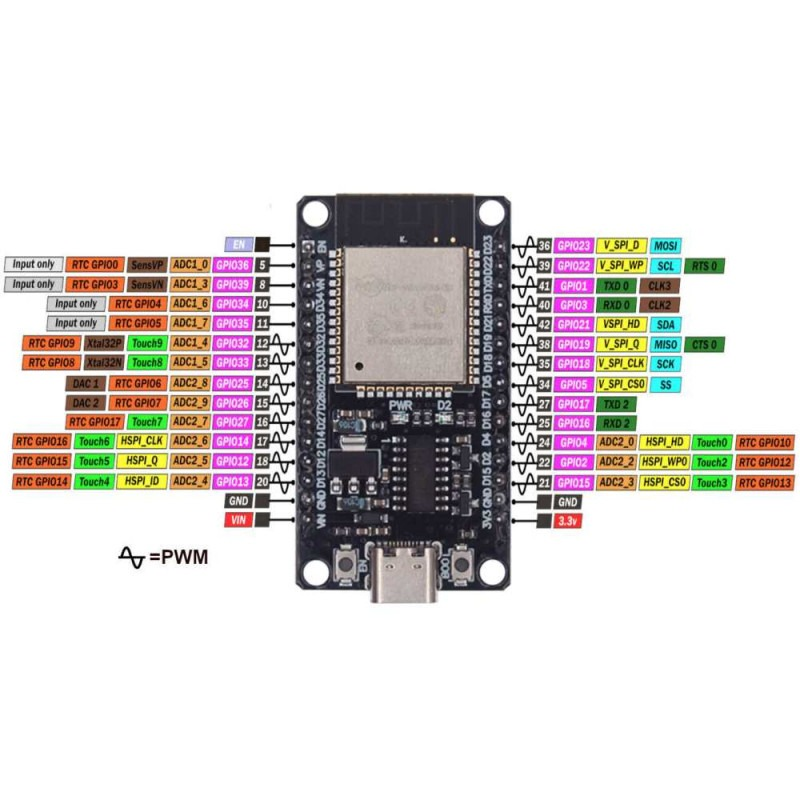 EN
Input only RTC GPIO0 SensVP ADC1_0 GPIO36 5
Input only RTC GPIO3 SensVN ADC1_3 GPIO39 8
Input only RTC GPIO4 ADC1_6 GPIO34 10
Input only RTC GPIO5 ADC1_7 GPIO35 11
RTC GPIO9 Xtal32P Touch9 ADC1_4 GPIO32 12
RTC GPIO8 Xtal32N Touch8 ADC1_5 GPIO33 13
DAC 1 RTC GPIO6 ADC2_8 GPIO25 14
DAC 2 RTC GPIO7 ADC2_9 GPIO26 15
RTC GPIO17 Touch7 ADC2_7 GPIO27 16
RTC GPIO16 Touch6 HSPI_CLK ADC2_6 GPIO14 17
RTC GPIO15 Touch5 HSPI_Q ADC2_5 GPIO12 18
RTC GPIO14 Touch4 HSPI_ID ADC2_4 GPIO13 20
GND
VIN
=PWM
EN VP VN D34 D35 D32 D33 D25 D26 D27 D14 D12 D13 GND VIN
PWR D2
EN
BOOT
D23 D22 TX0 RX0 D21 D19 D18 D5 D17 D16 D4 D2 D15 GND 3V3
36 GPIO23 V_SPI_D MOSI
39 GPIO22 V_SPI_WP SCL RTS 0
41 GPIO1 TXD 0 CLK3
40 GPIO3 RXD 0 CLK2
42 GPIO21 VSPI_HD SDA
38 GPIO19 V_SPI_Q MISO CTS 0
35 GPIO18 V_SPI_CLK SCK
34 GPIO5 V_SPI_CS0 SS
27 GPIO17 TXD 2
25 GPIO16 RXD 2
24 GPIO4 ADC2_0 HSPI_HD Touch0 RTC GPIO10
22 GPIO2 ADC2_2 HSPI_WP0 Touch2 RTC GPIO12
21 GPIO15 ADC2_3 HSPI_CS0 Touch3 RTC GPIO13
GND
3.3v